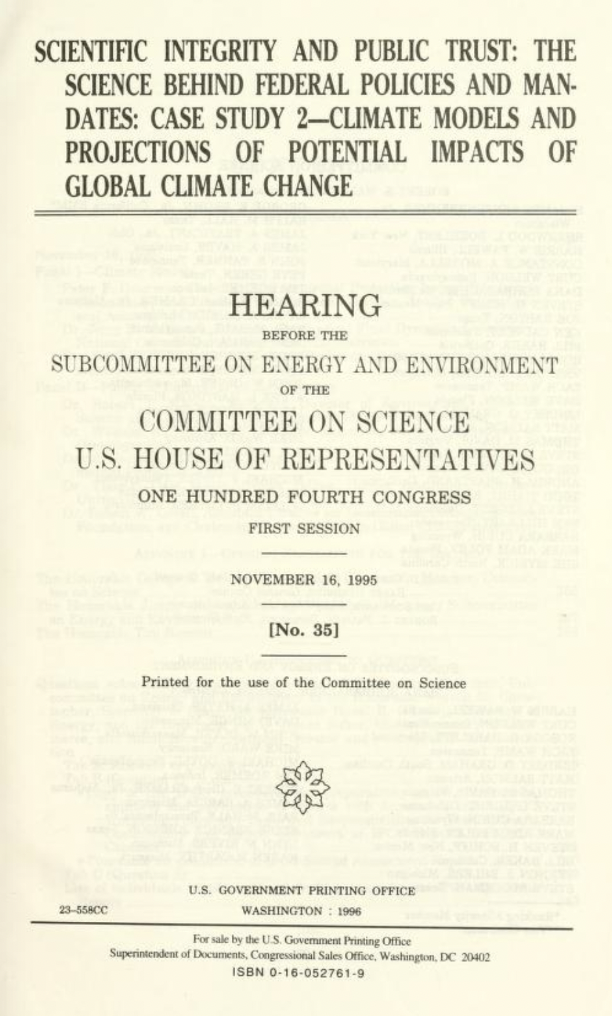 SCIENTIFIC INTEGRITY AND PUBLIC TRUST: THE
SCIENCE BEHIND FEDERAL POLICIES AND MAN-
DATES: CASE STUDY 2—CLIMATE MODELS AND
PROJECTIONS OF POTENTIAL IMPACTS OF
GLOBAL CLIMATE CHANGE
HEARING
BEFORE THE
SUBCOMMITTEE ON ENERGY AND ENVIRONMENT
OF THE
COMMITTEE ON SCIENCE
U.S. HOUSE OF REPRESENTATIVES
ONE HUNDRED FOURTH CONGRESS
FIRST SESSION
NOVEMBER 16, 1995
[No. 35]
Printed for the use of the Committee on Science
U.S. GOVERNMENT PRINTING OFFICE
23–558CC WASHINGTON : 1996
For sale by the U.S. Government Printing Office
Superintendent of Documents, Congressional Sales Office, Washington, DC 20402
ISBN 0-16-052761-9